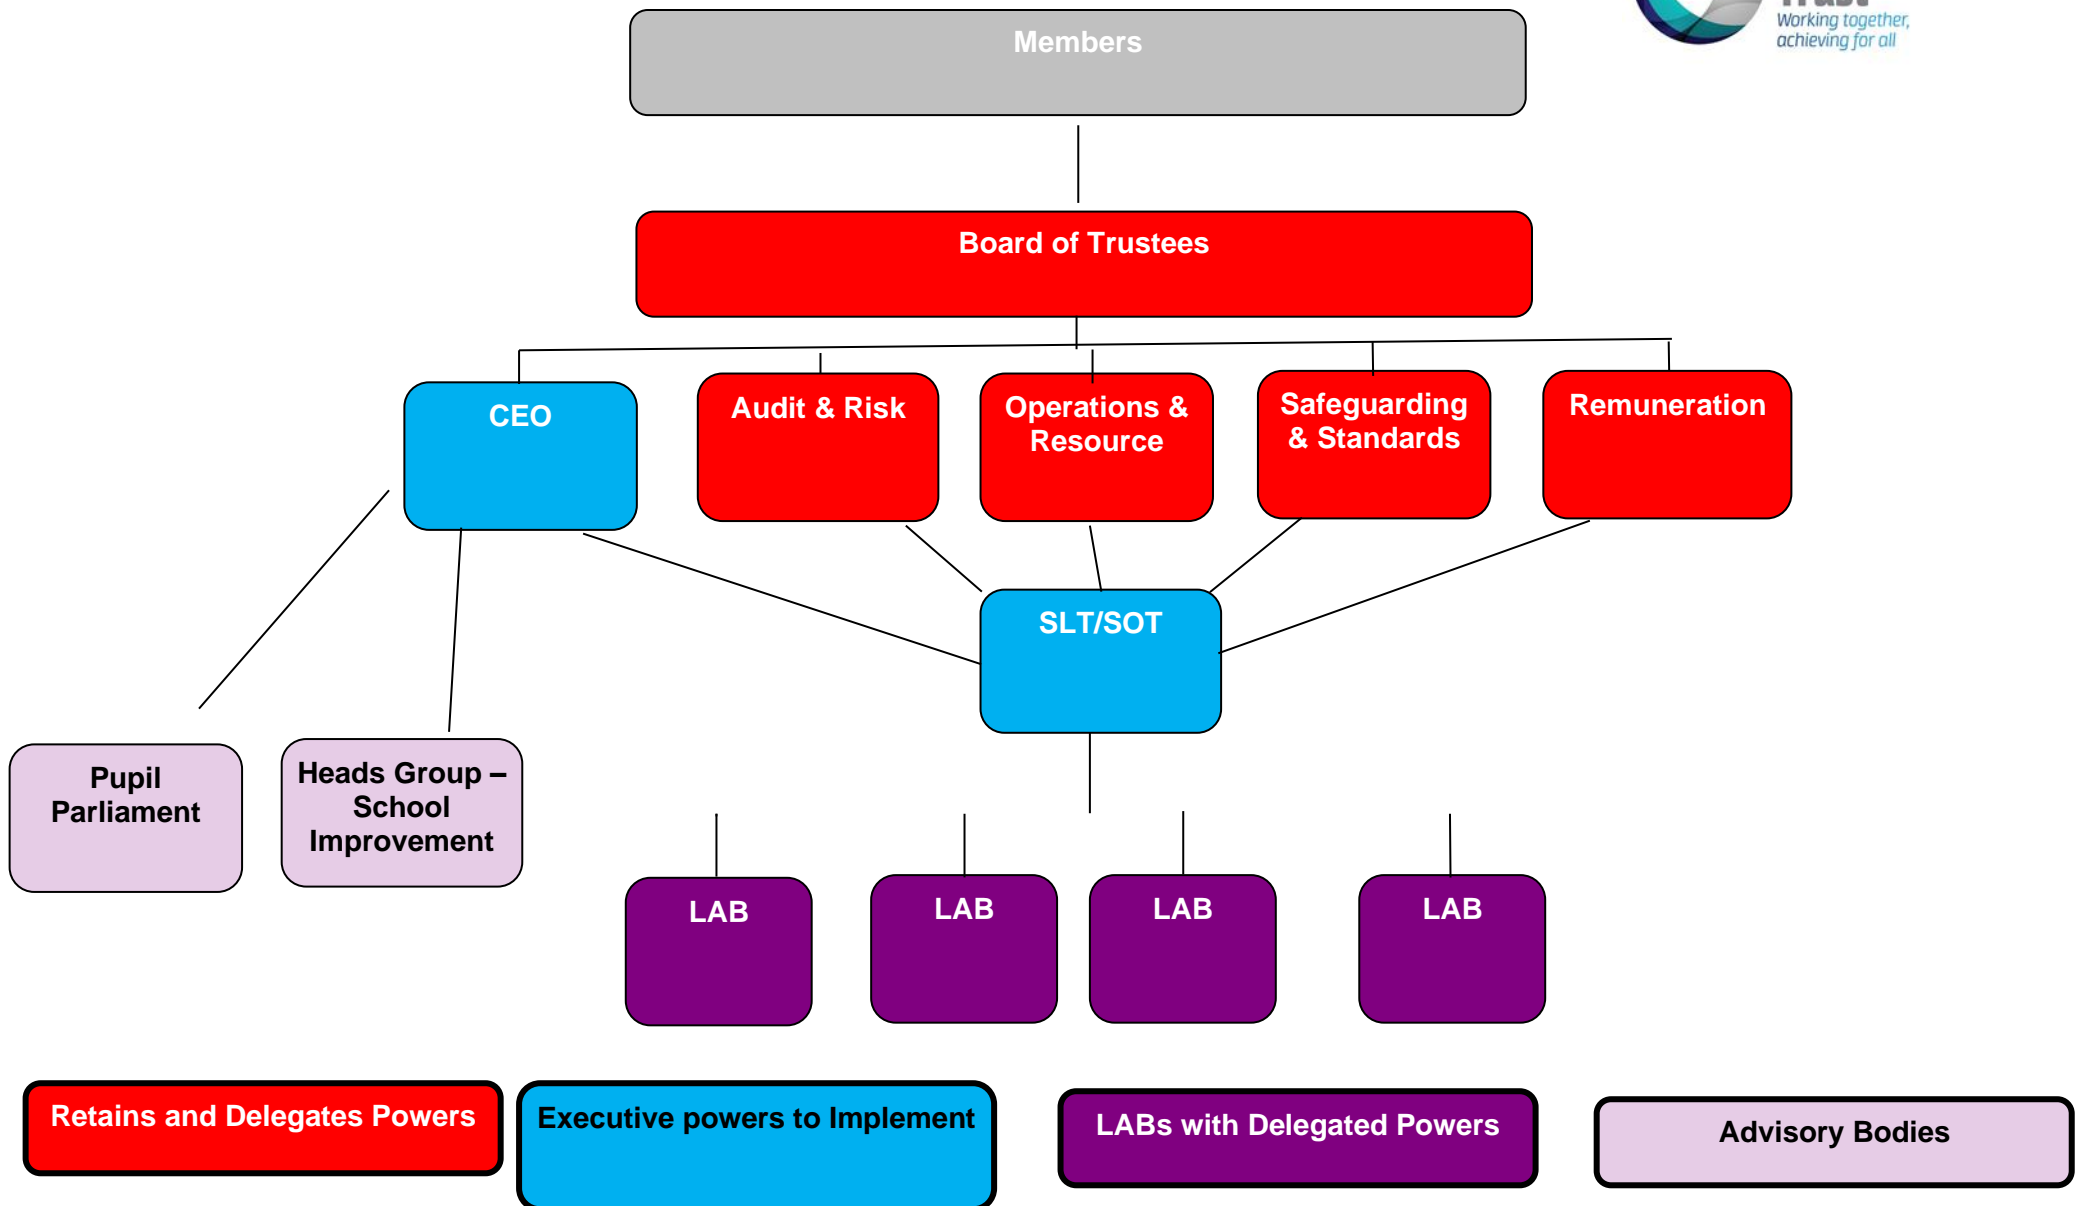 Trust
Working together,
achieving for all
Members
Board of Trustees
CEO
Audit & Risk
Operations &
Resource
Safeguarding
& Standards
Remuneration
SLT/SOT
Pupil
Parliament
Heads Group –
School
Improvement
LAB
LAB
LAB
LAB
Retains and Delegates Powers
Executive powers to Implement
LABs with Delegated Powers
Advisory Bodies